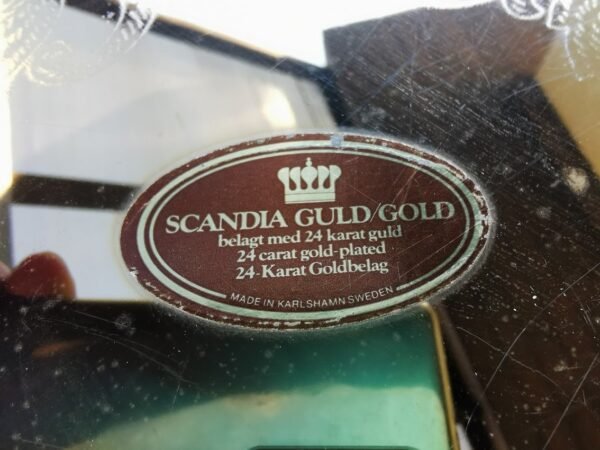 SCANDIA GULD/GOLD
belagt med 24 karat guld
24 carat gold-plated
24-Karat Goldbelag
MADE IN KARLSHAMN SWEDEN